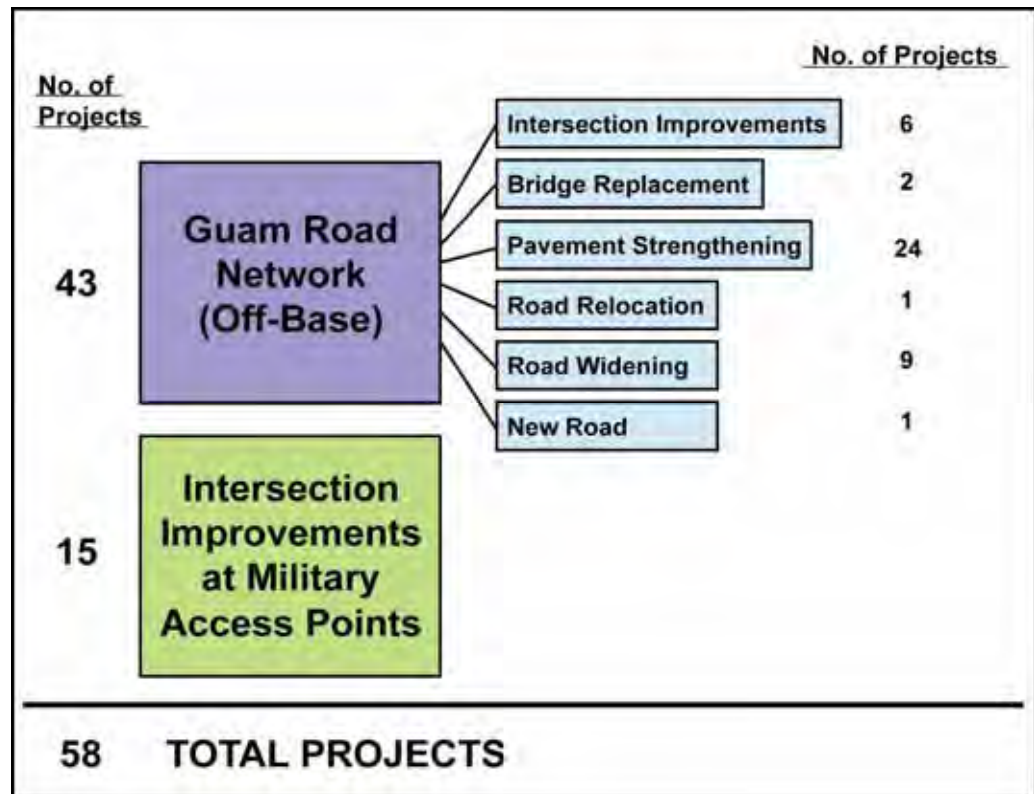 No. of Projects
No. of
Projects
Intersection Improvements 6
Bridge Replacement 2
Pavement Strengthening 24
Road Relocation 1
Road Widening 9
New Road 1
43
Guam Road
Network
(Off-Base)
15
Intersection
Improvements
at Military
Access Points
58 TOTAL PROJECTS